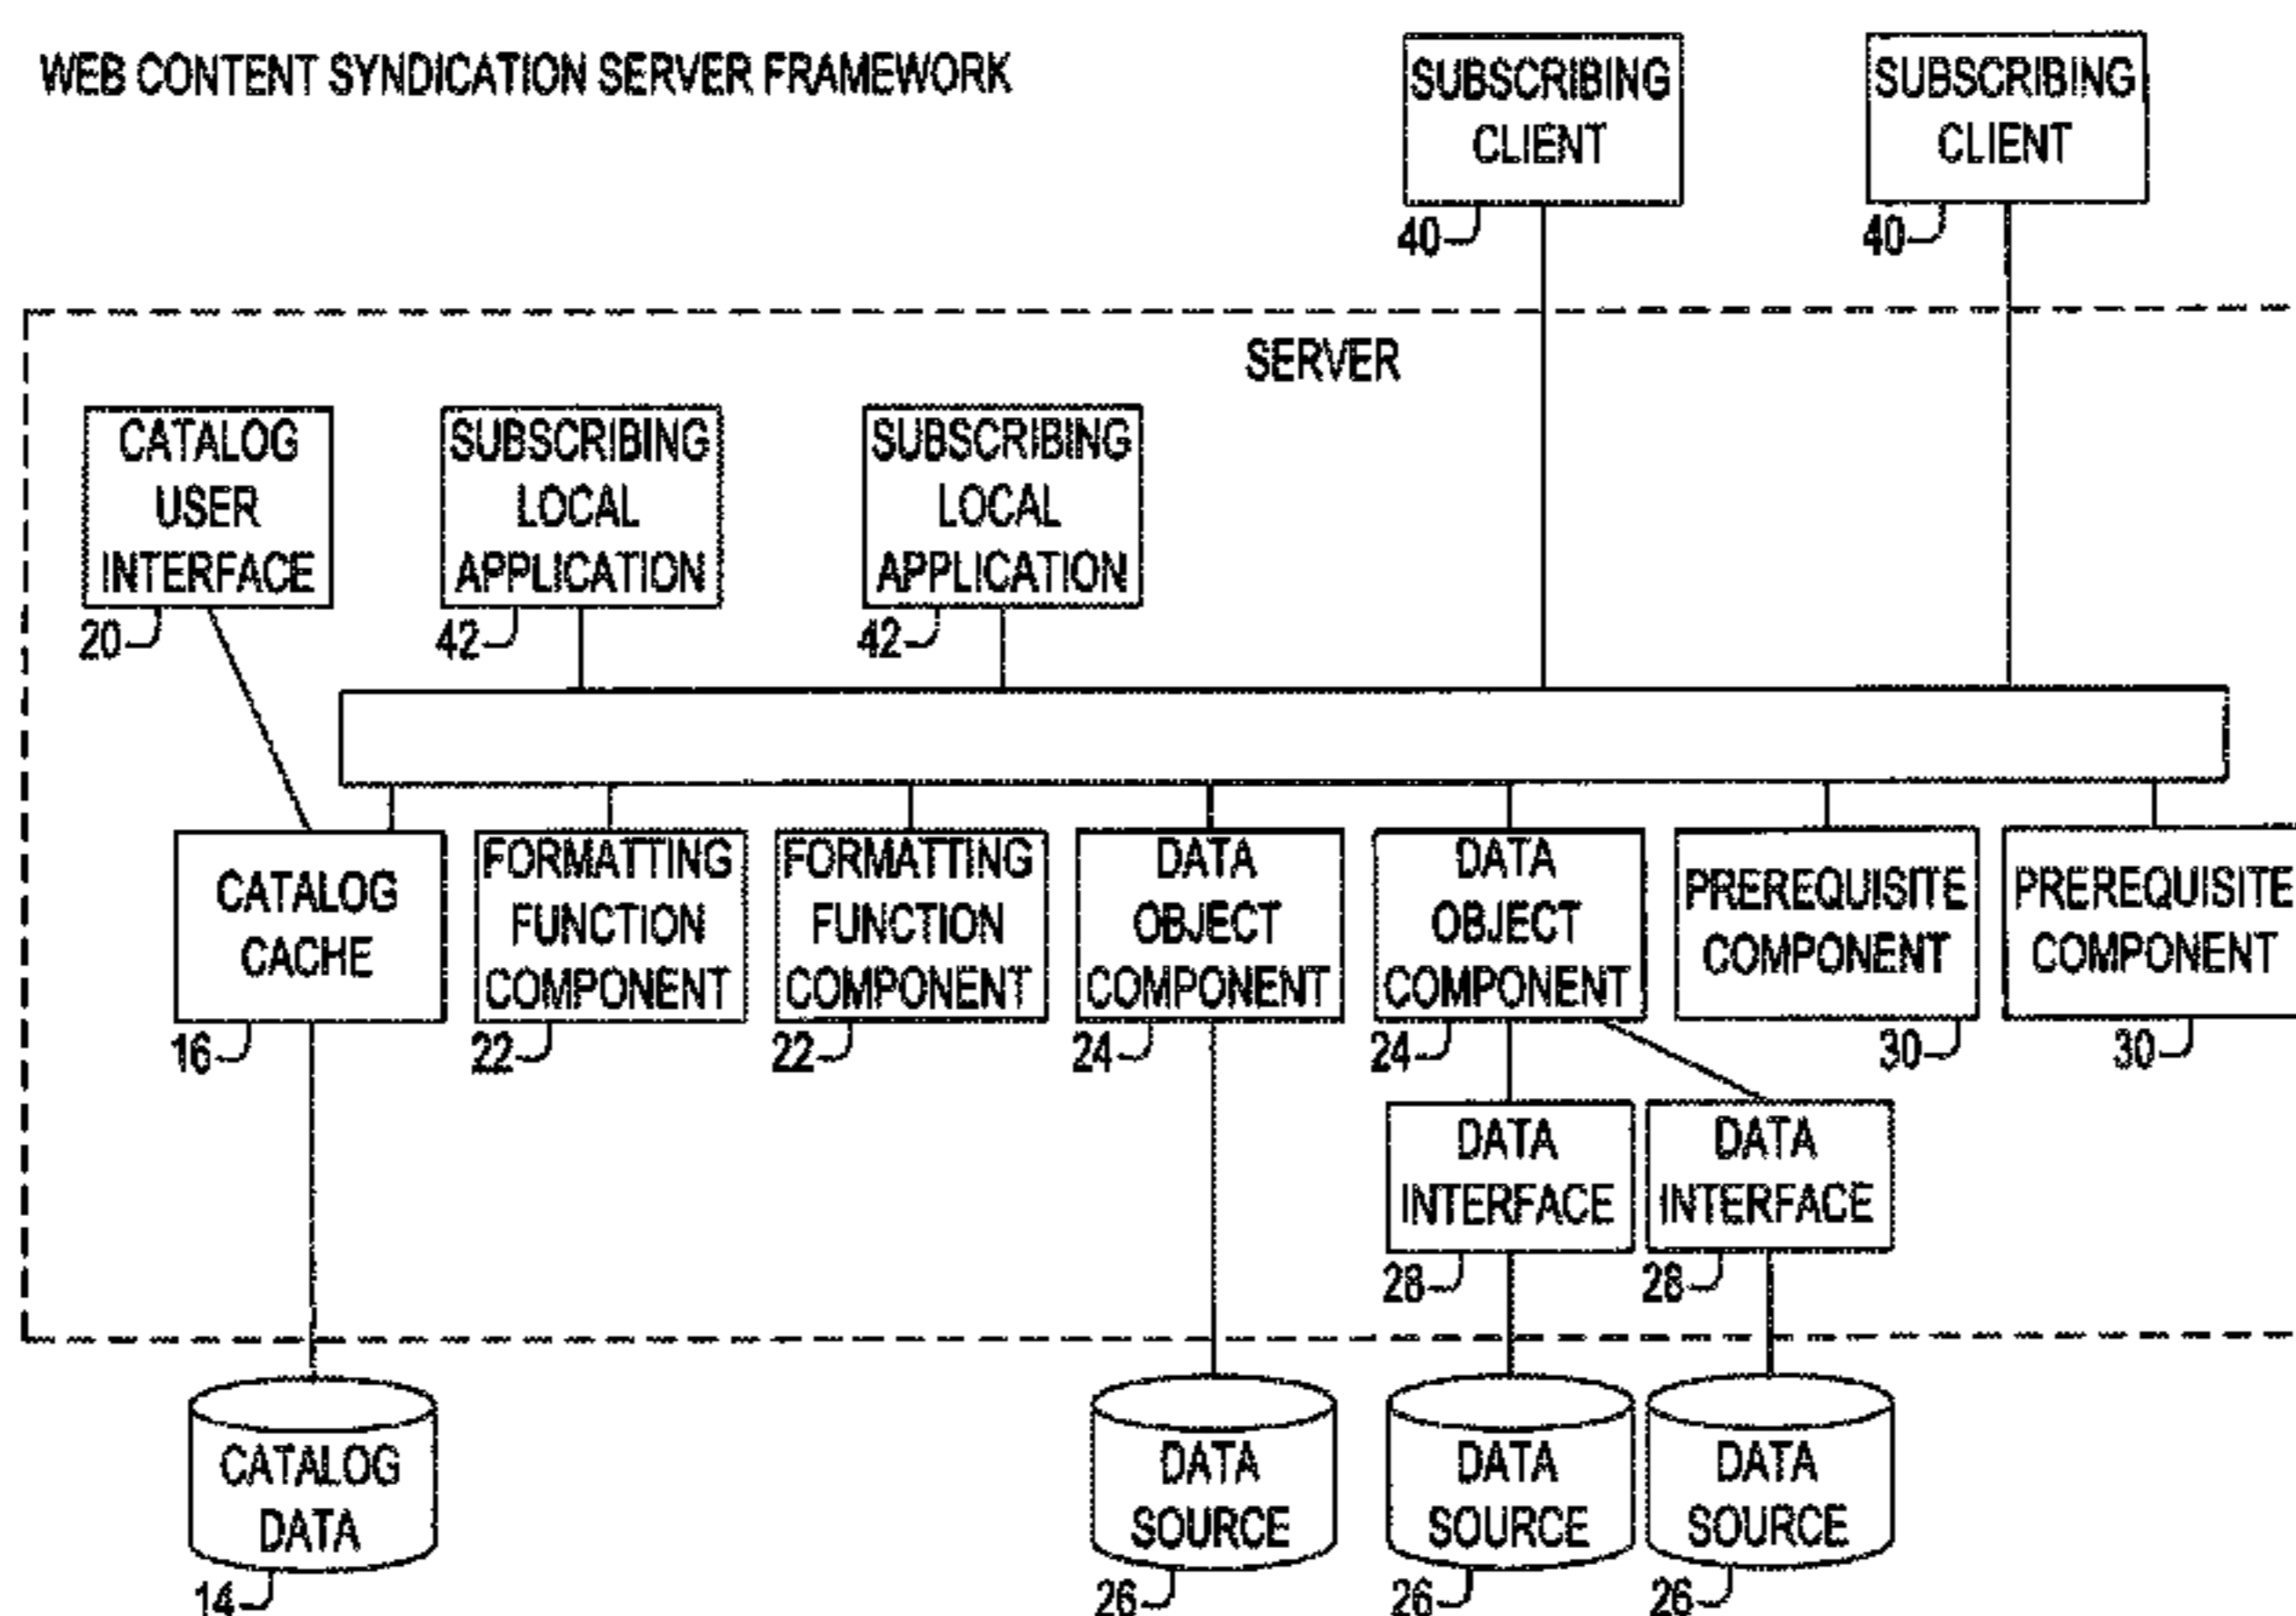 WEB CONTENT SYNDICATION SERVER FRAMEWORK
SUBSCRIBING
CLIENT
40
SUBSCRIBING
CLIENT
40
SERVER
CATALOG
USER
INTERFACE
20
SUBSCRIBING
LOCAL
APPLICATION
42
SUBSCRIBING
LOCAL
APPLICATION
42
CATALOG
CACHE
16
FORMATTING
FUNCTION
COMPONENT
22
FORMATTING
FUNCTION
COMPONENT
22
DATA
OBJECT
COMPONENT
24
DATA
OBJECT
COMPONENT
24
PREREQUISITE
COMPONENT
30
PREREQUISITE
COMPONENT
30
DATA
INTERFACE
28
DATA
INTERFACE
28
CATALOG
DATA
14
DATA
SOURCE
26
DATA
SOURCE
26
DATA
SOURCE
26